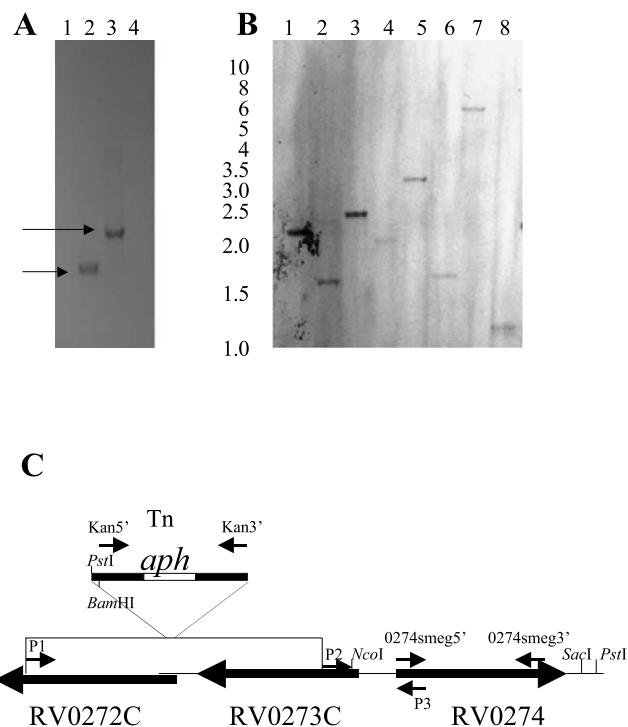 A
1 2 3 4
B
1 2 3 4 5 6 7 8
10
8
6
5
4
3.5
3.0
2.5
2.0
1.5
1.0
C
Tn
Kan5’ Kan3’
PstI aph
BamHI
P1 P2 NcoI 0274smeg5’ 0274smeg3’ SacI PstI
P3
RV0272C RV0273C RV0274